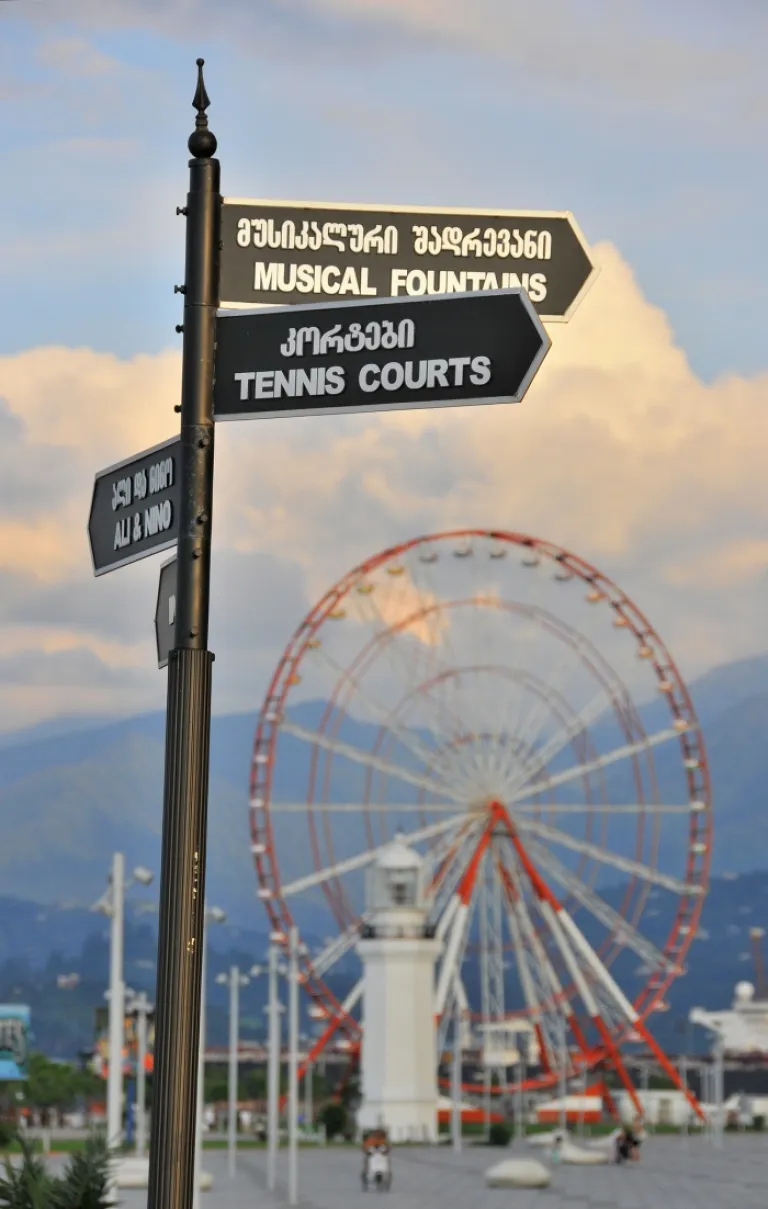 მუსიკალური შადრევანი
MUSICAL FOUNTAINS
კორტები
TENNIS COURTS
ალი და ნინო
ALI & NINO